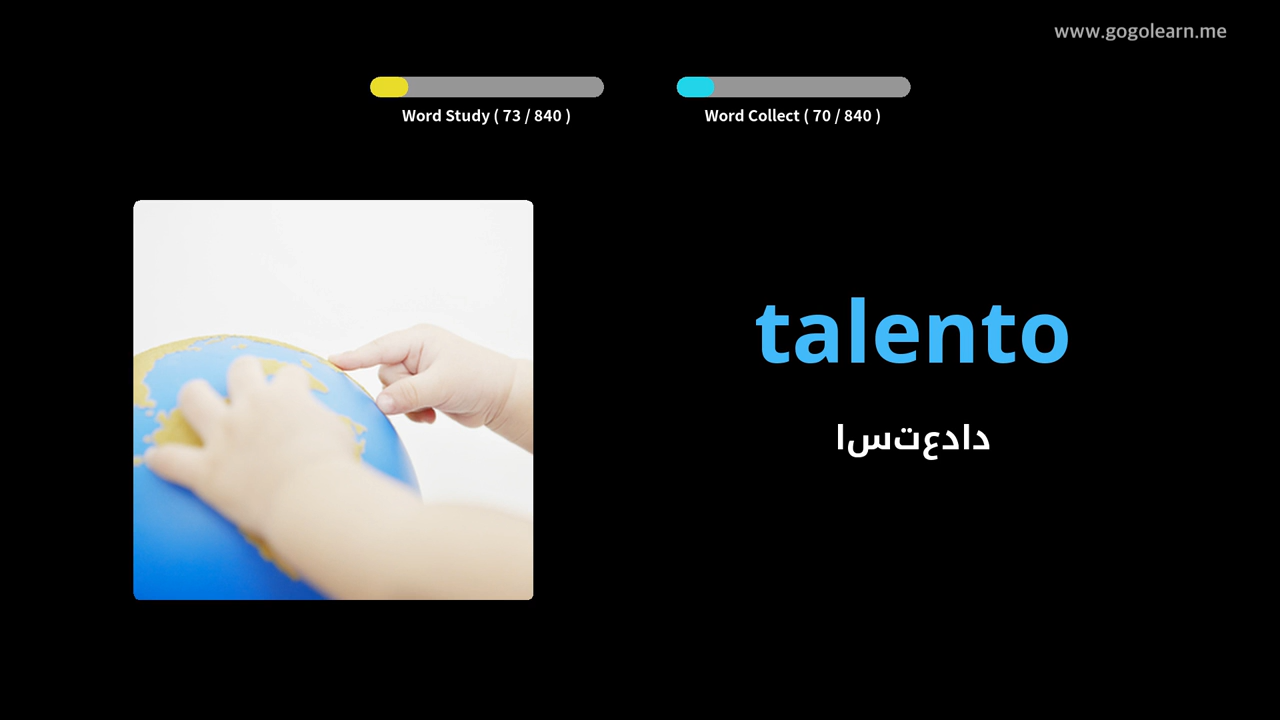 www.gogolearn.me
Word Study ( 73 / 840 )
Word Collect ( 70 / 840 )
talento
دادعتسا